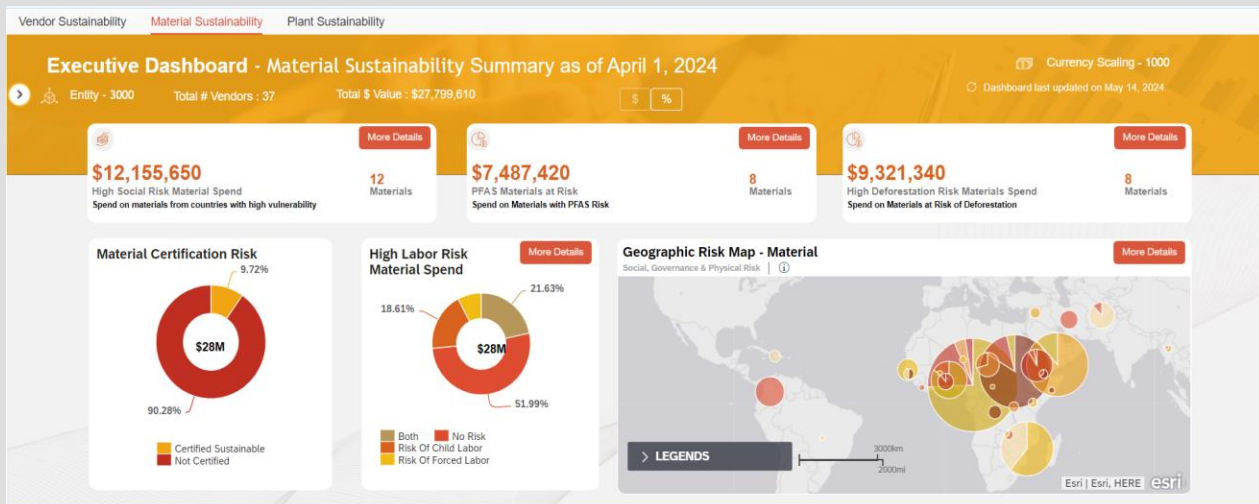 Vendor Sustainability Material Sustainability Plant Sustainability
Executive Dashboard - Material Sustainability Summary as of April 1, 2024
Currency Scaling - 1000
Entity - 3000 Total # Vendors : 37 Total $ Value : $27,799,610
$ %
Dashboard last updated on May 14, 2024
More Details
$12,155,650
High Social Risk Material Spend
Spend on materials from countries with high vulnerability
12
Materials
More Details
$7,487,420
PFAS Materials at Risk
Spend on Materials with PFAS Risk
8
Materials
More Details
$9,321,340
High Deforestation Risk Materials Spend
Spend on Materials at Risk of Deforestation
8
Materials
Material Certification Risk
9.72%
$28M
90.28%
Certified Sustainable
Not Certified
High Labor Risk
Material Spend
More Details
21.63%
18.61%
$28M
51.99%
Both No Risk
Risk Of Child Labor
Risk Of Forced Labor
Geographic Risk Map - Material
Social, Governance & Physical Risk | i
More Details
> LEGENDS
3000km
2000mi
Esri | Esri, HERE esri